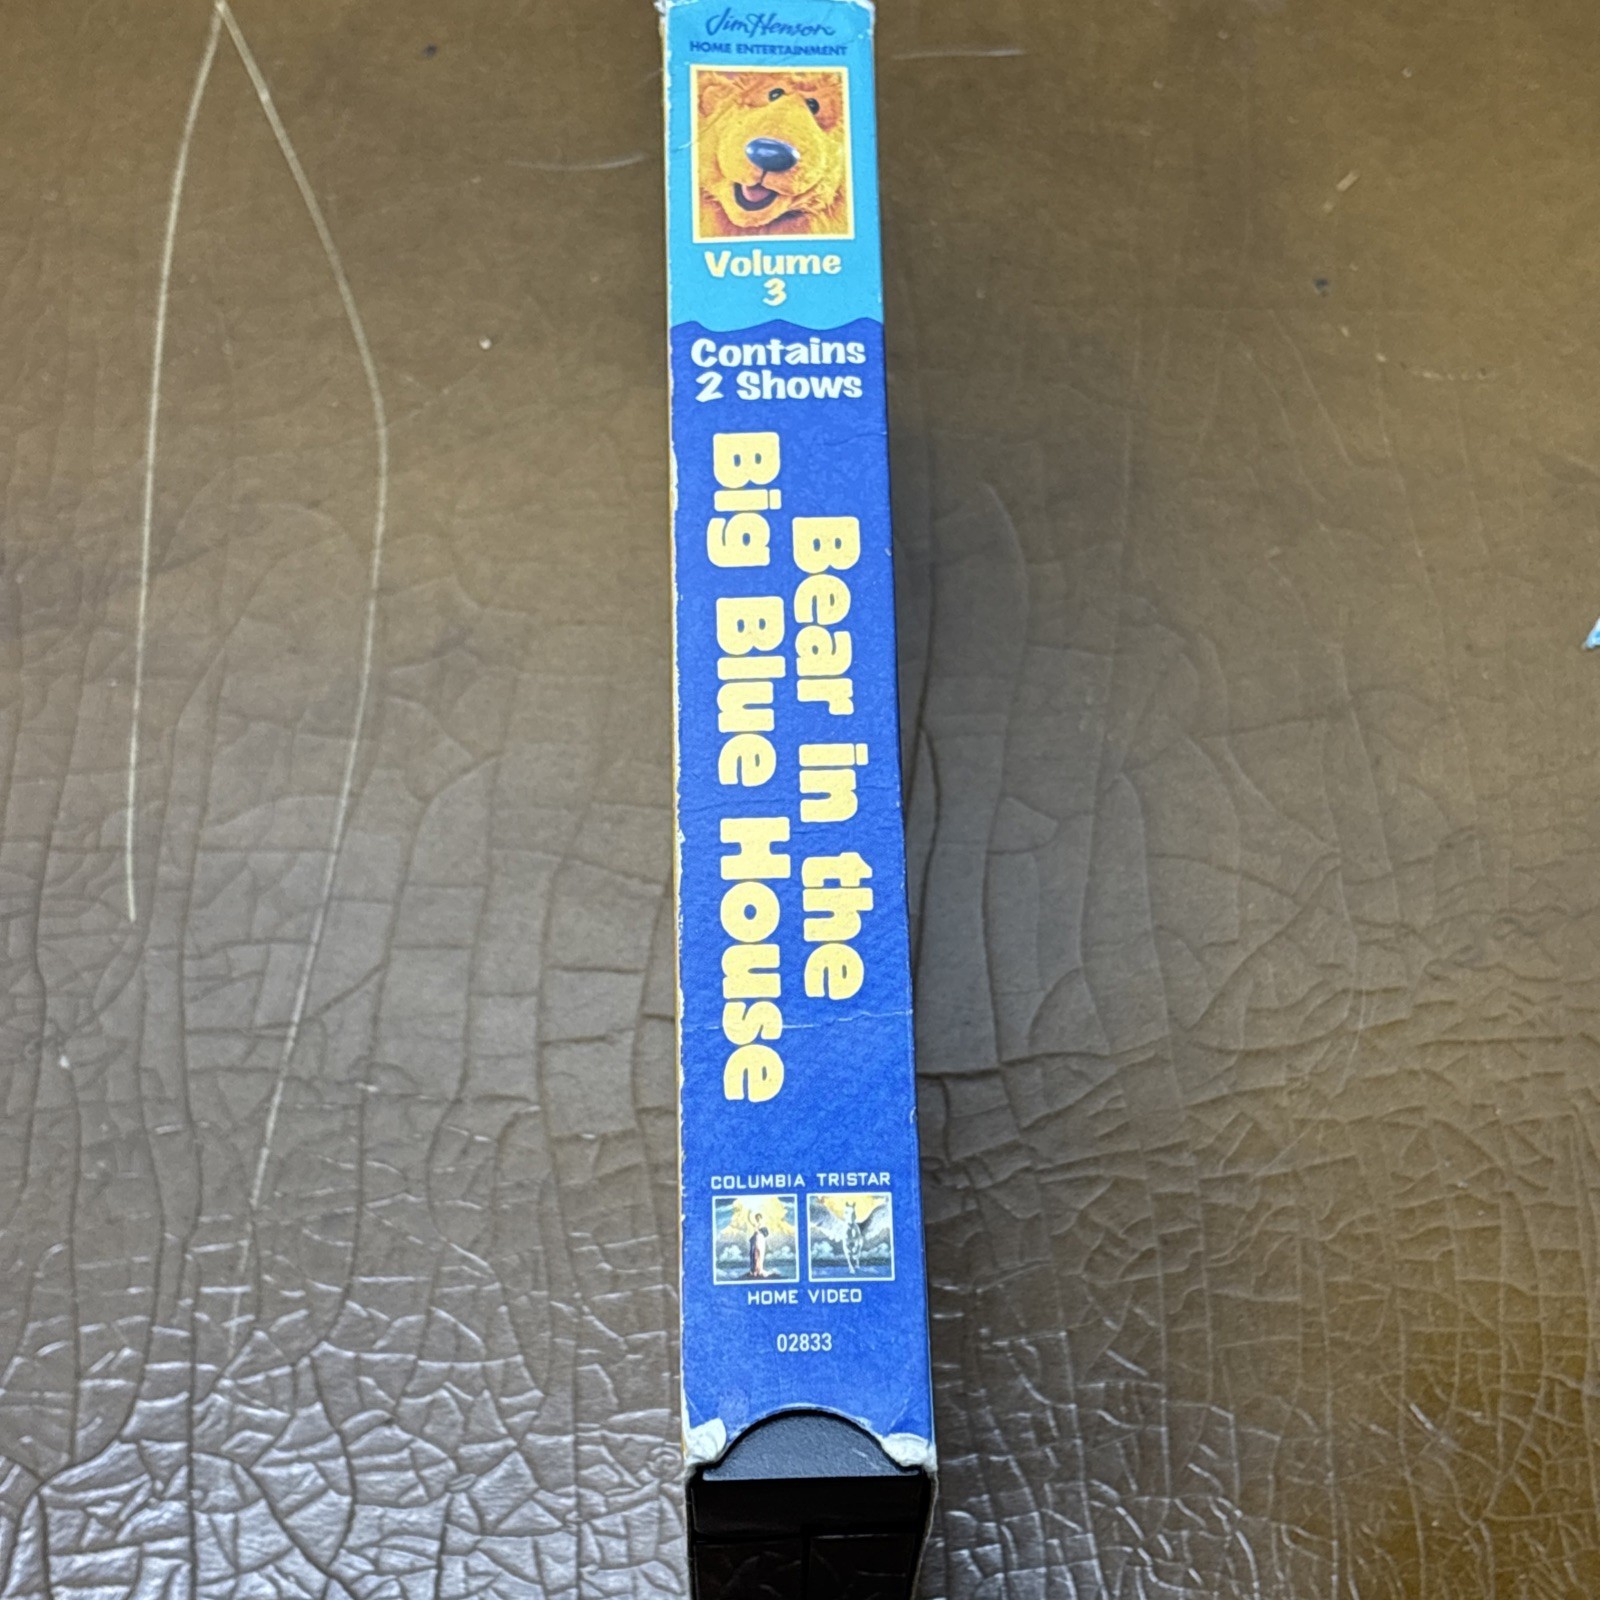 Jim Henson
HOME ENTERTAINMENT
Volume
3
Contains
2 Shows
Bear in the
Big Blue House
COLUMBIA TRISTAR
HOME VIDEO
02833